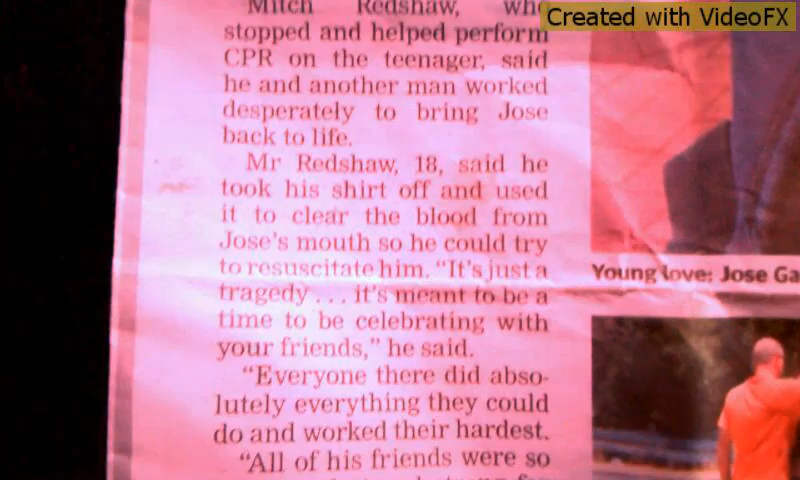 Created with VideoFX
Mitch Redshaw, who
stopped and helped perform
CPR on the teenager, said
he and another man worked
desperately to bring Jose
back to life.
Mr Redshaw, 18, said he
took his shirt off and used
it to clear the blood from
Jose's mouth so he could try
to resuscitate him. "It's just a
tragedy . . . it's meant to be a
time to be celebrating with
your friends," he said.
"Everyone there did abso-
lutely everything they could
do and worked their hardest.
"All of his friends were so
Young love: Jose Ga